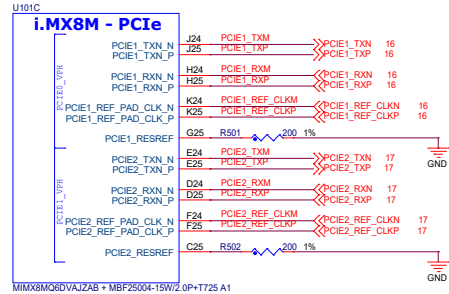 U101C
i.MX8M - PCIe
PCIE0_VPH
PCIE1_TXN_N J24 PCIE1_TXM PCIE1_TXN 16
PCIE1_TXN_P J25 PCIE1_TXP PCIE1_TXP 16
PCIE1_RXN_N H24 PCIE1_RXM PCIE1_RXN 16
PCIE1_RXN_P H25 PCIE1_RXP PCIE1_RXP 16
PCIE1_REF_PAD_CLK_N K24 PCIE1_REF_CLKM PCIE1_REF_CLKN 16
PCIE1_REF_PAD_CLK_P K25 PCIE1_REF_CLKP PCIE1_REF_CLKP 16
PCIE1_RESREF G25 R501 200 1%
GND
PCIE1_VPH
PCIE2_TXN_N E24 PCIE2_TXM PCIE2_TXN 17
PCIE2_TXN_P E25 PCIE2_TXP PCIE2_TXP 17
PCIE2_RXN_N D24 PCIE2_RXM PCIE2_RXN 17
PCIE2_RXN_P D25 PCIE2_RXP PCIE2_RXP 17
PCIE2_REF_PAD_CLK_N F24 PCIE2_REF_CLKM PCIE2_REF_CLKN 17
PCIE2_REF_PAD_CLK_P F25 PCIE2_REF_CLKP PCIE2_REF_CLKP 17
PCIE2_RESREF C25 R502 200 1%
GND
MIMX8MQ6DVAJZAB + MBF25004-15W/2.0P+T725 A1